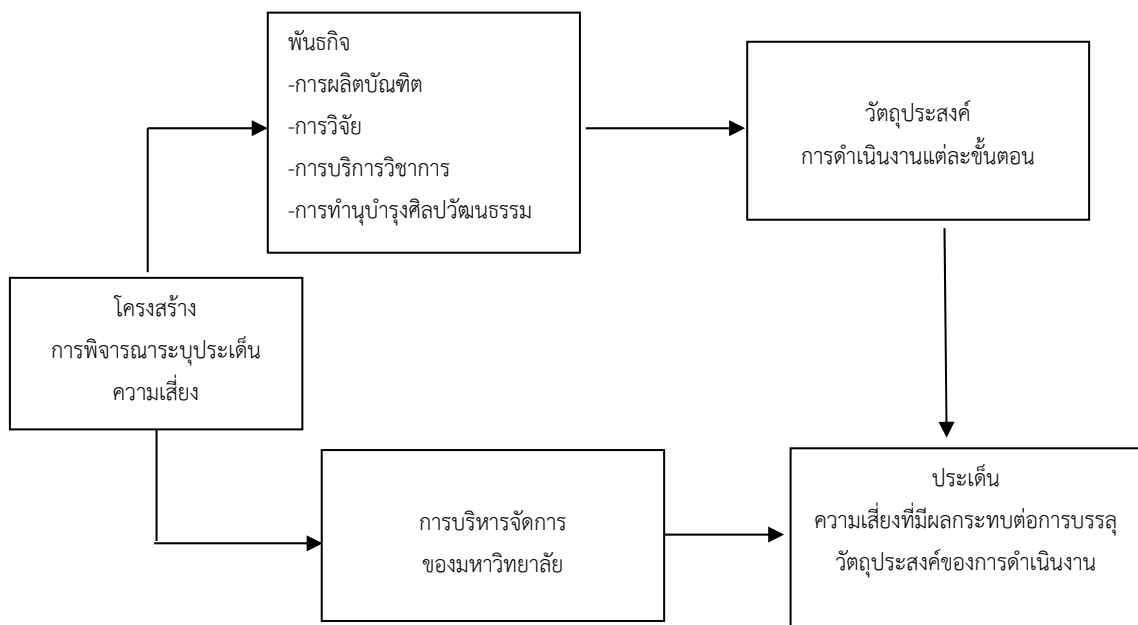 พันธกิจ
-การผลิตบัณฑิต
-การวิจัย
-การบริการวิชาการ
-การทำนุบำรุงศิลปวัฒนธรรม
วัตถุประสงค์
การดำเนินงานแต่ละขั้นตอน
โครงสร้าง
การพิจารณาระบุประเด็น
ความเสี่ยง
การบริหารจัดการ
ของมหาวิทยาลัย
ประเด็น
ความเสี่ยงที่มีผลกระทบต่อการบรรลุ
วัตถุประสงค์ของการดำเนินงาน